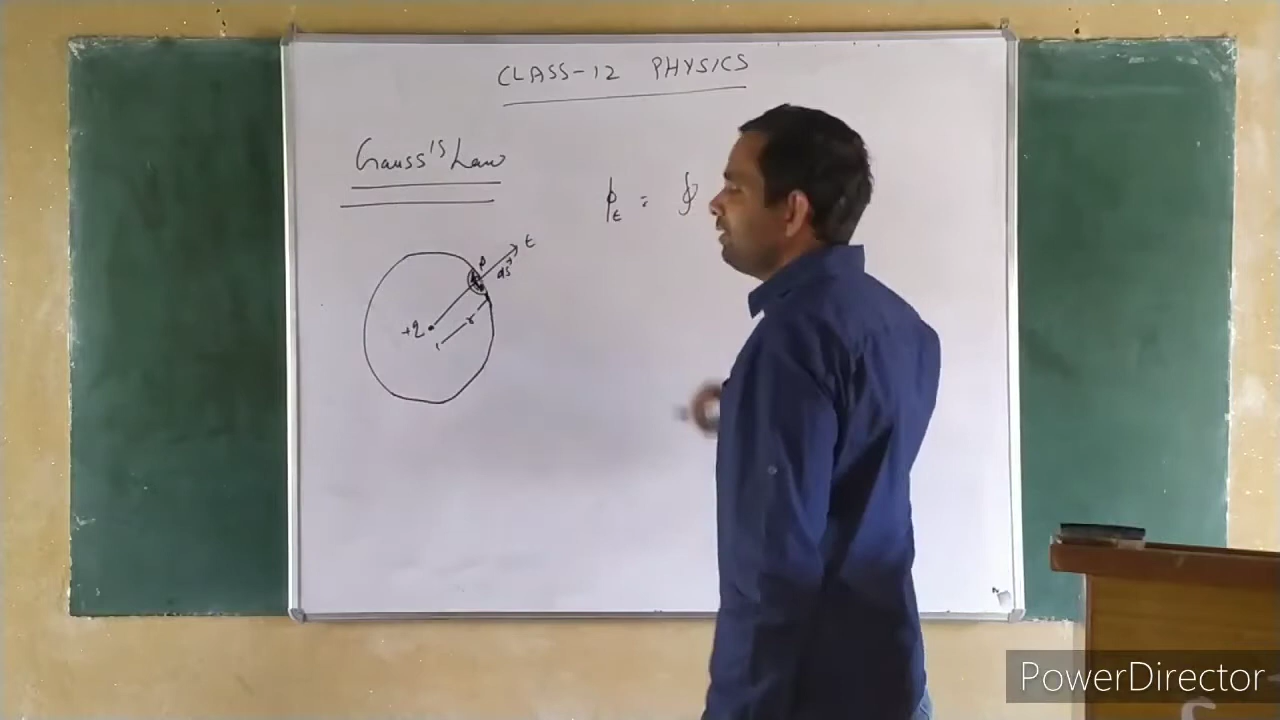 CLASS-12 PHYSICS
Gauss's Law
ϕE = ∮
E
P
dS⃗
+q
r
PowerDirector